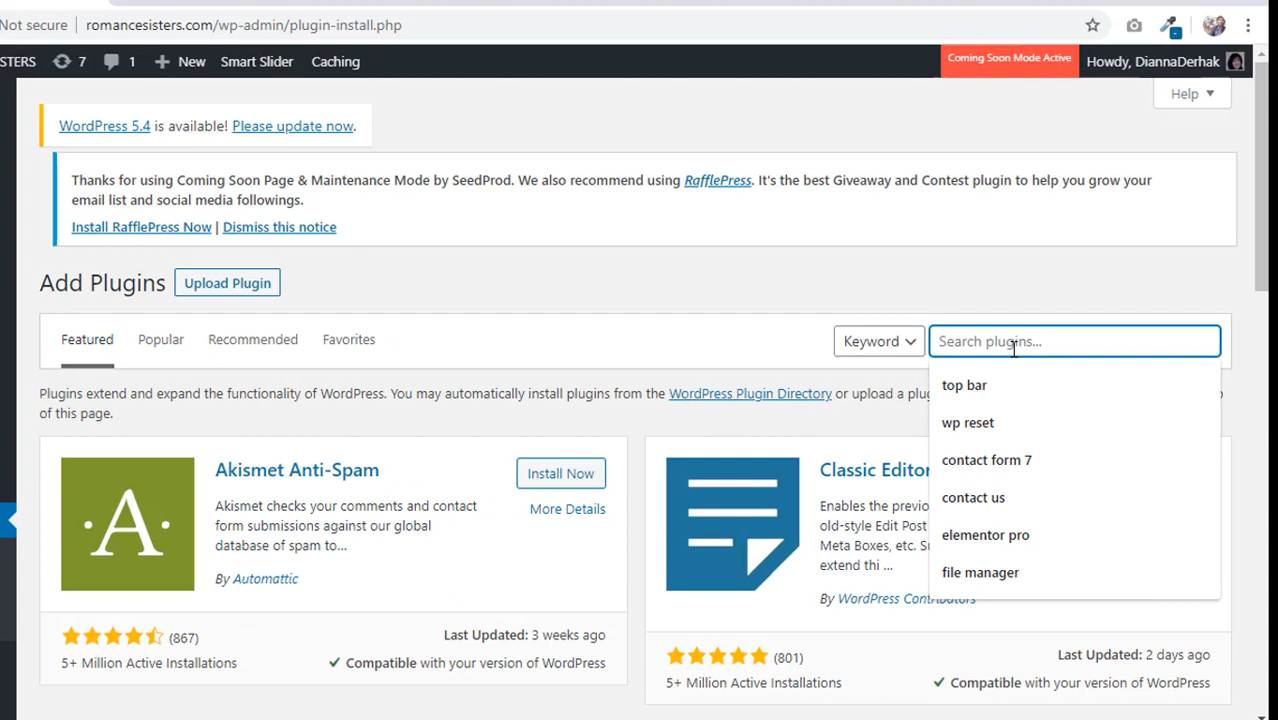 Not secure romancesisters.com/wp-admin/plugin-install.php
STERS 7 1 New Smart Slider Caching Coming Soon Mode Active Howdy, DiannaDerhak
Help
WordPress 5.4 is available! Please update now.
Thanks for using Coming Soon Page & Maintenance Mode by SeedProd. We also recommend using RafflePress. It's the best Giveaway and Contest plugin to help you grow your
email list and social media followings.
Install RafflePress Now | Dismiss this notice
Add Plugins Upload Plugin
Featured Popular Recommended Favorites Keyword Search plugins...
top bar
wp reset
contact form 7
contact us
elementor pro
file manager
Plugins extend and expand the functionality of WordPress. You may automatically install plugins from the WordPress Plugin Directory or upload a plug
of this page.
Akismet Anti-Spam Install Now
More Details
Akismet checks your comments and contact
form submissions against our global
database of spam to...
By Automattic
A
(867) Last Updated: 3 weeks ago
5+ Million Active Installations Compatible with your version of WordPress
Classic Editor
Enables the previo
old-style Edit Post
Meta Boxes, etc. Su
extend thi ...
By WordPress Contributors
(801) Last Updated: 2 days ago
5+ Million Active Installations Compatible with your version of WordPress